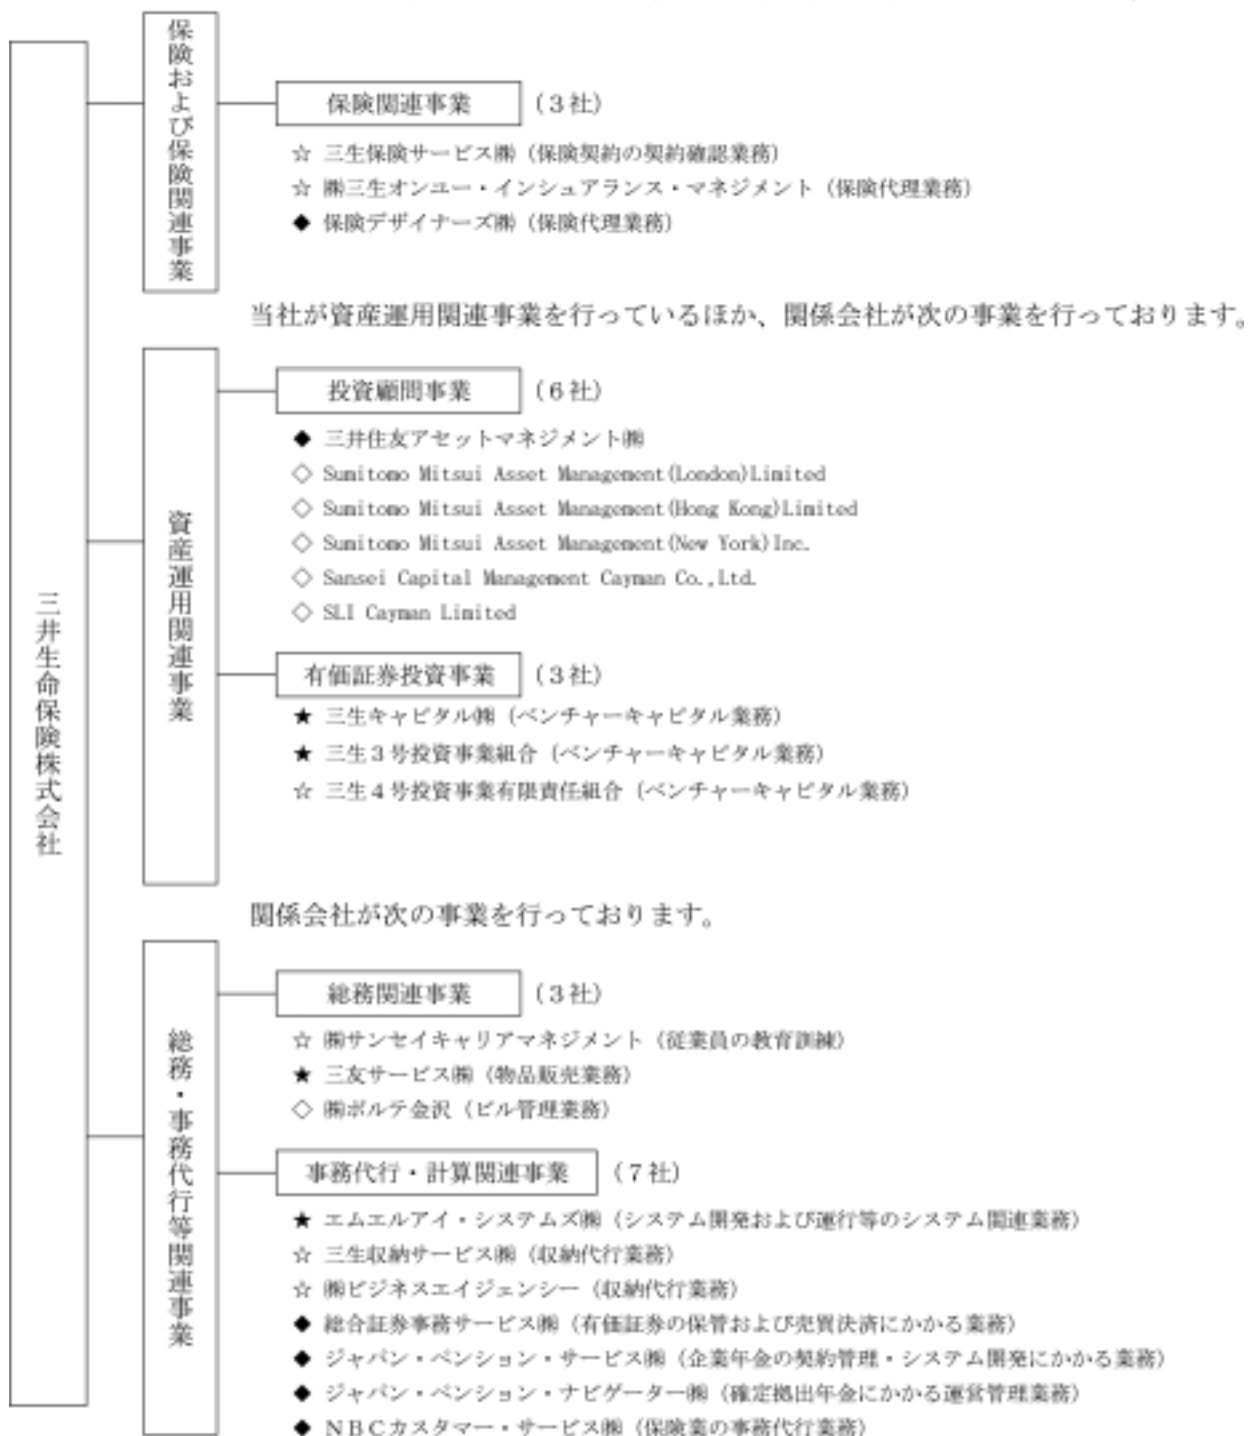 三井生命保険株式会社
保険および保険関連事業
保険関連事業 (3社)
☆ 三生保険サービス㈱ (保険契約の契約確認業務)
☆ ㈱三生オンユー・インシュアランス・マネジメント (保険代理業務)
◆ 保険デザイナーズ㈱ (保険代理業務)
当社が資産運用関連事業を行っているほか、関係会社が次の事業を行っております。
資産運用関連事業
投資顧問事業 (6社)
◆ 三井住友アセットマネジメント㈱
◇ Sumitomo Mitsui Asset Management(London)Limited
◇ Sumitomo Mitsui Asset Management(Hong Kong)Limited
◇ Sumitomo Mitsui Asset Management(New York)Inc.
◇ Sansei Capital Management Cayman Co.,Ltd.
◇ SLI Cayman Limited
有価証券投資事業 (3社)
★ 三生キャピタル㈱ (ベンチャーキャピタル業務)
★ 三生3号投資事業組合 (ベンチャーキャピタル業務)
☆ 三生4号投資事業有限責任組合 (ベンチャーキャピタル業務)
関係会社が次の事業を行っております。
総務・事務代行等関連事業
総務関連事業 (3社)
☆ ㈱サンセイキャリアマネジメント (従業員の教育訓練)
★ 三友サービス㈱ (物品販売業務)
◇ ㈱ポルテ金沢 (ビル管理業務)
事務代行・計算関連事業 (7社)
★ エムエルアイ・システムズ㈱ (システム開発および運行等のシステム関連業務)
☆ 三生収納サービス㈱ (収納代行業務)
☆ ㈱ビジネスエイジェンシー (収納代行業務)
◆ 総合証券事務サービス㈱ (有価証券の保管および売買決済にかかる業務)
◆ ジャパン・ペンション・サービス㈱ (企業年金の契約管理・システム開発にかかる業務)
◆ ジャパン・ペンション・ナビゲーター㈱ (確定拠出年金にかかる運営管理業務)
◆ NBCカスタマー・サービス㈱ (保険業の事務代行業務)